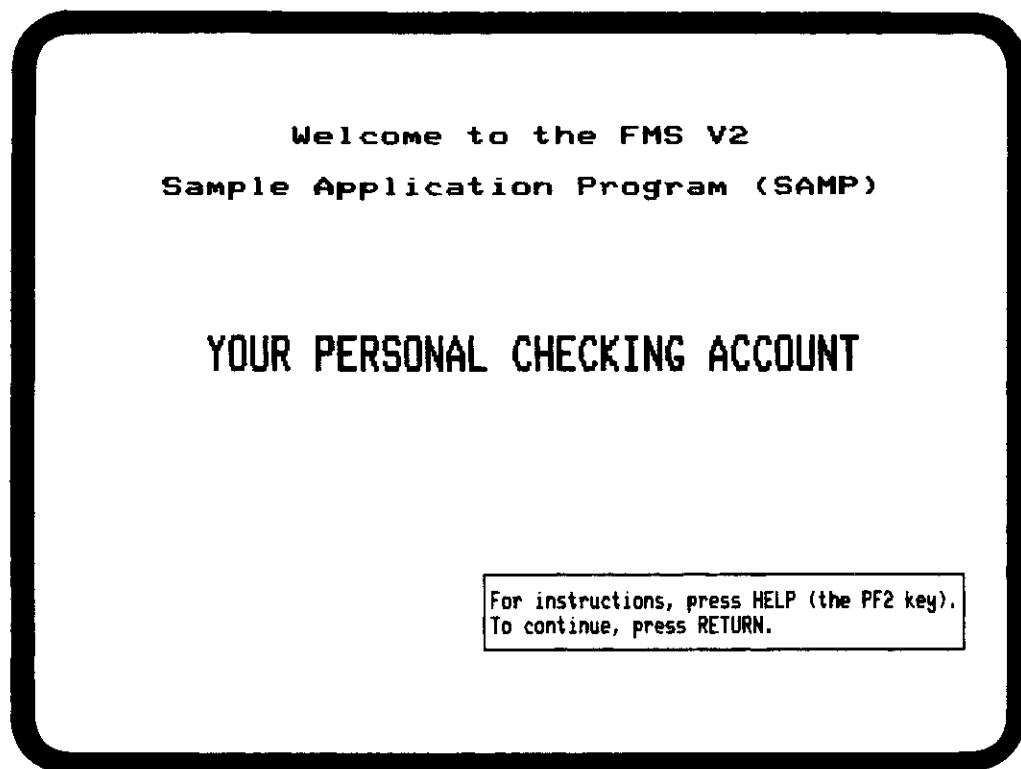 Welcome to the FMS V2
Sample Application Program (SAMP)
YOUR PERSONAL CHECKING ACCOUNT
For instructions, press HELP (the PF2 key).
To continue, press RETURN.